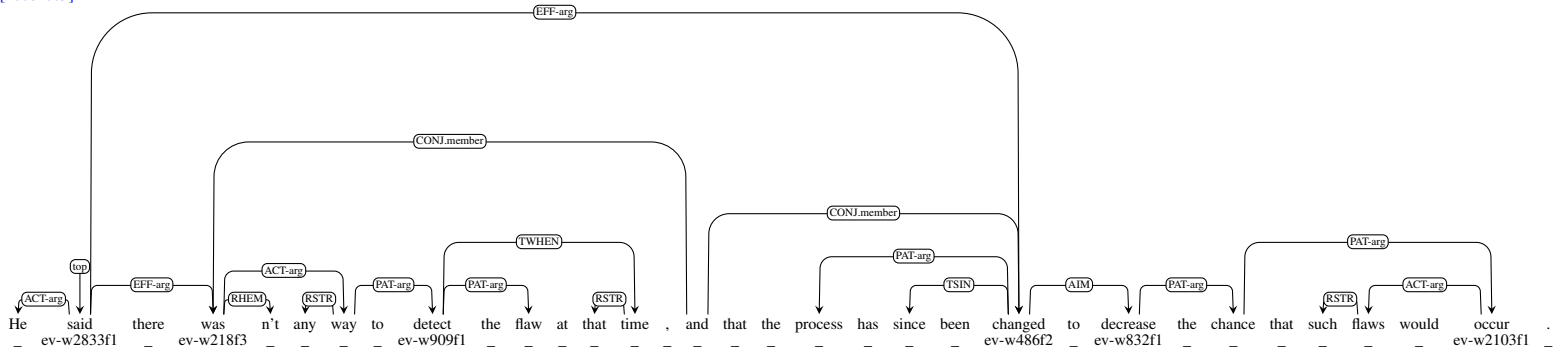 EFF-arg
CONJ.member
CONJ.member
TWHEN
PAT-arg
PAT-arg
top
ACT-arg
ACT-arg
EFF-arg
RHEM
RSTR
PAT-arg
PAT-arg
RSTR
TSIN
AIM
PAT-arg
RSTR
ACT-arg
He said there was n't any way to detect the flaw at that time , and that the process has since been changed to decrease the chance that such flaws would occur .
_ ev-w2833f1 _ ev-w218f3 _ _ _ _ ev-w909f1 _ _ _ _ _ _ _ _ _ _ _ _ _ ev-w486f2 _ ev-w832f1 _ _ _ _ _ _ ev-w2103f1 _